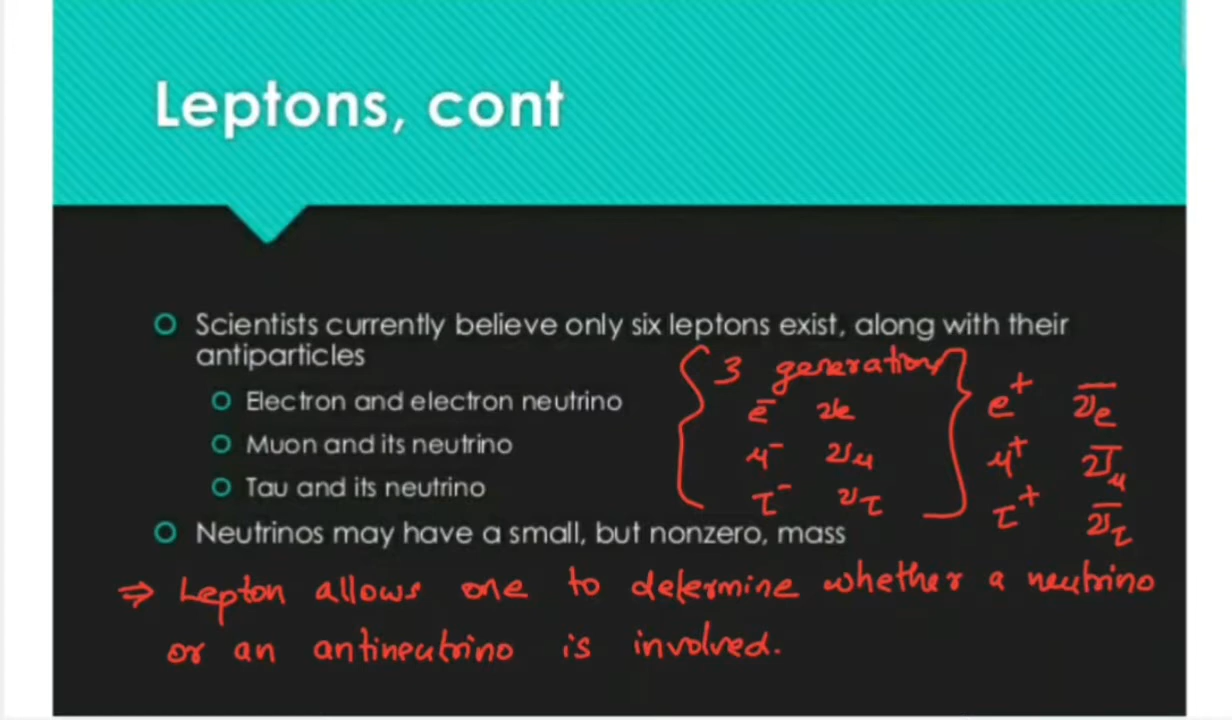 Leptons, cont
Scientists currently believe only six leptons exist, along with their
antiparticles
Electron and electron neutrino
Muon and its neutrino
Tau and its neutrino
{ 3 generation }
e⁻ νe
μ⁻ νμ
τ⁻ ντ
e⁺ ν̅e
μ⁺ ν̅μ
τ⁺ ν̅τ
Neutrinos may have a small, but nonzero, mass
⇒ Lepton allows one to determine whether a neutrino
or an antineutrino is involved.